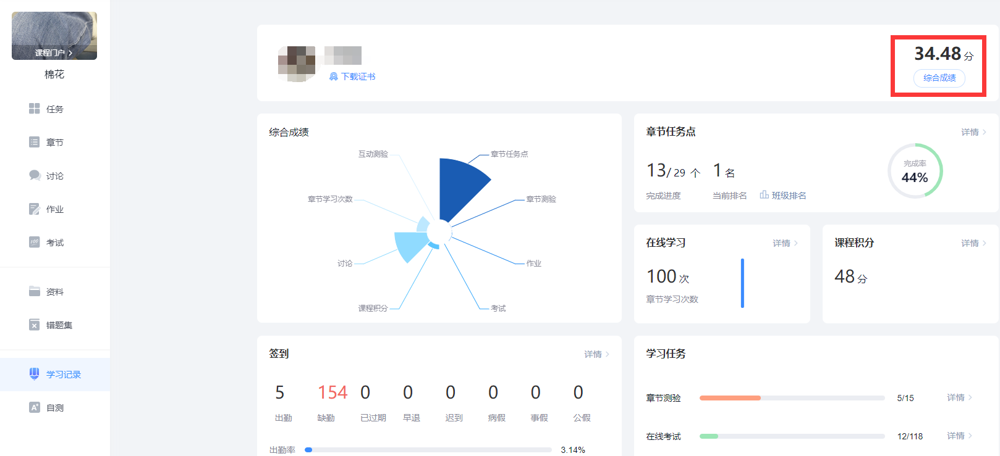 课程门户
棉花
任务
章节
讨论
作业
考试
资料
错题集
学习记录
自测
下载证书
34.48 分
综合成绩
综合成绩
互动测验
章节任务点
章节学习次数
章节测验
讨论
作业
课程积分
考试
章节任务点
详情
13/ 29 个
1 名
完成进度
当前排名
班级排名
完成率
44%
在线学习
详情
100 次
章节学习次数
课程积分
详情
48 分
签到
详情
5
154
0
0
0
0
0
0
出勤
缺勤
已过期
早退
迟到
病假
事假
公假
出勤率
3.14%
学习任务
章节测验
5/15
详情
在线考试
12/118
详情